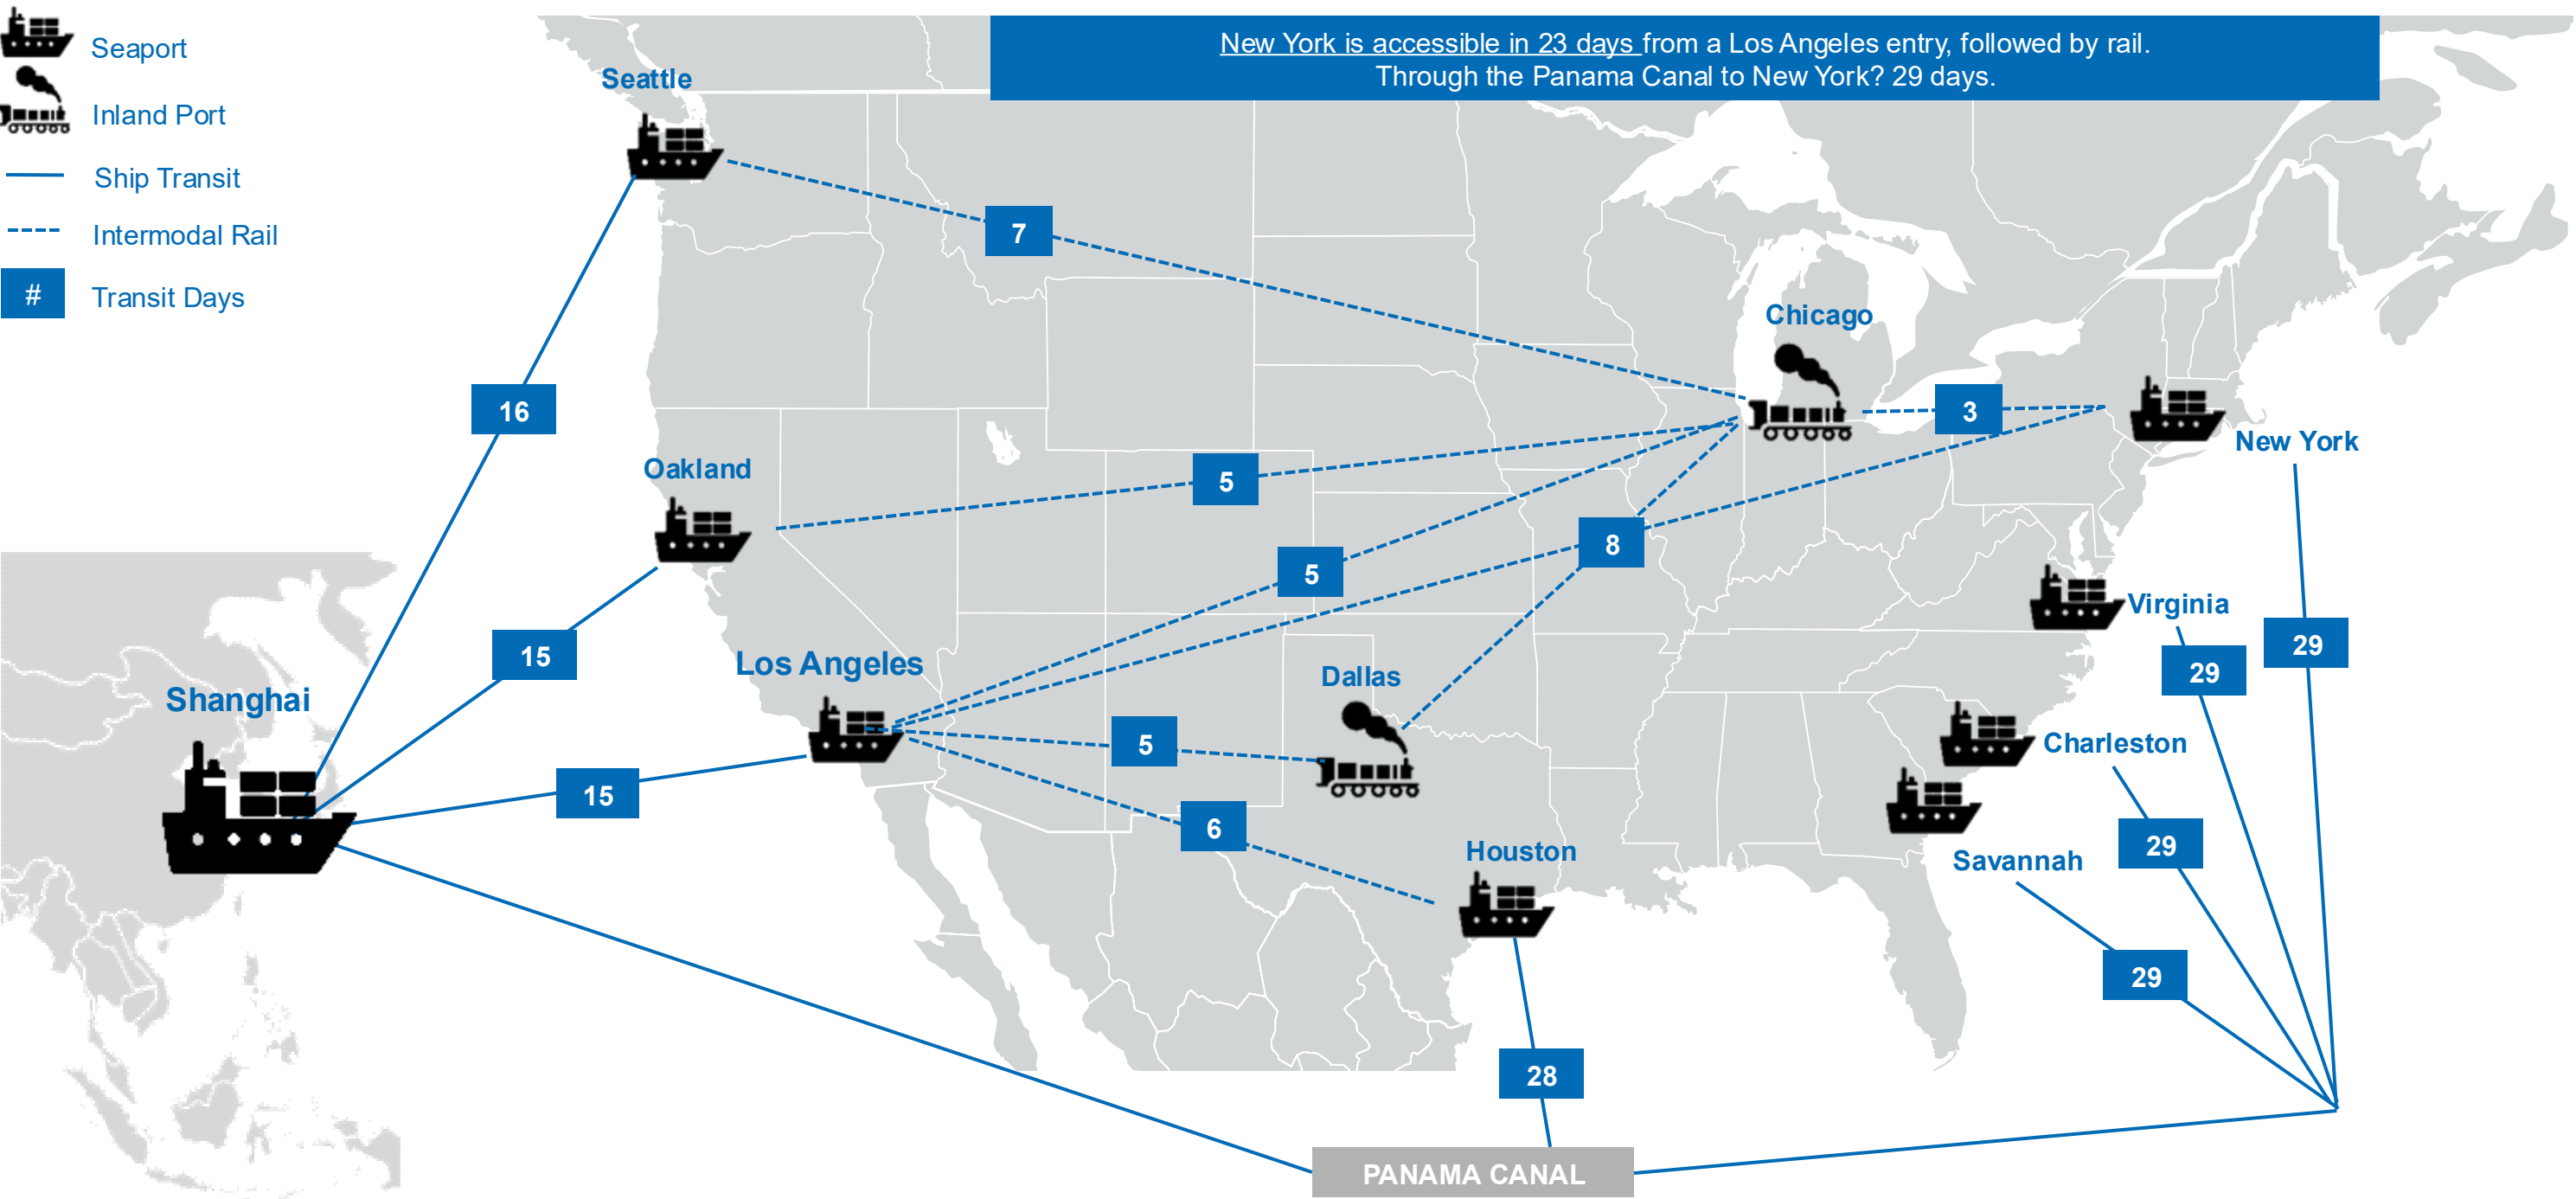 Seaport
Inland Port
Ship Transit
Intermodal Rail
#
Transit Days
New York is accessible in 23 days from a Los Angeles entry, followed by rail.
Through the Panama Canal to New York? 29 days.
Seattle
7
Chicago
16
3
New York
Oakland
5
8
5
Virginia
15
29
29
Los Angeles
Dallas
Shanghai
5
Charleston
15
6
29
Houston
Savannah
29
28
PANAMA CANAL